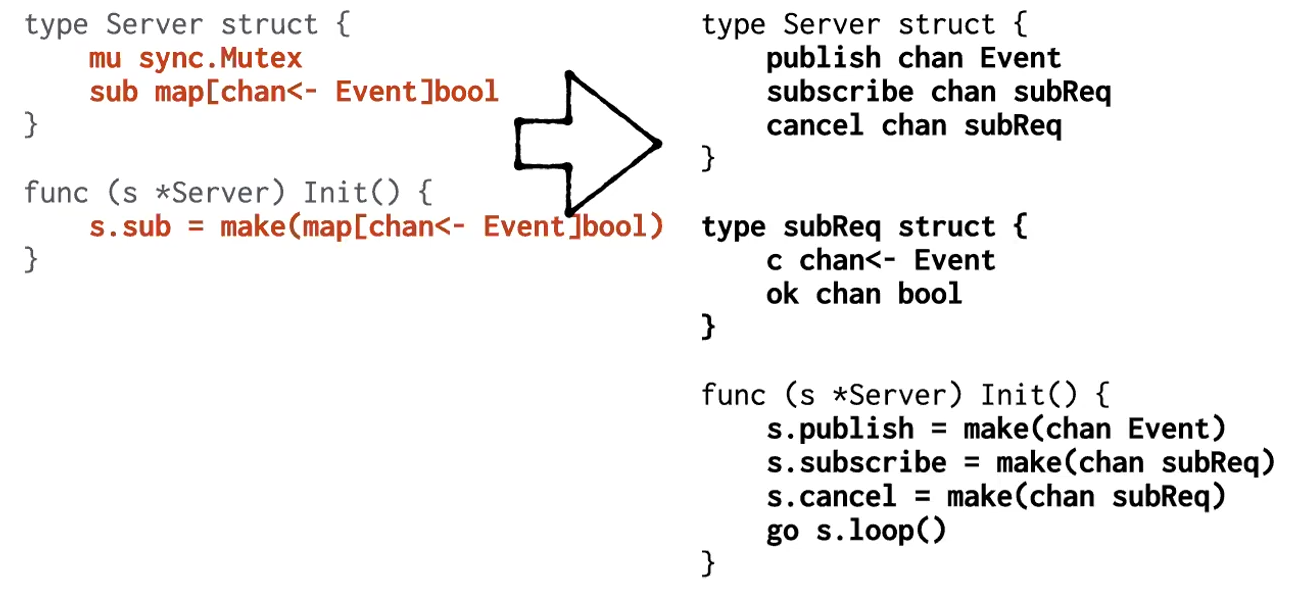 type Server struct {
    mu sync.Mutex
    sub map[chan<- Event]bool
}

func (s *Server) Init() {
    s.sub = make(map[chan<- Event]bool)
}

type Server struct {
    publish chan Event
    subscribe chan subReq
    cancel chan subReq
}

type subReq struct {
    c chan<- Event
    ok chan bool
}

func (s *Server) Init() {
    s.publish = make(chan Event)
    s.subscribe = make(chan subReq)
    s.cancel = make(chan subReq)
    go s.loop()
}